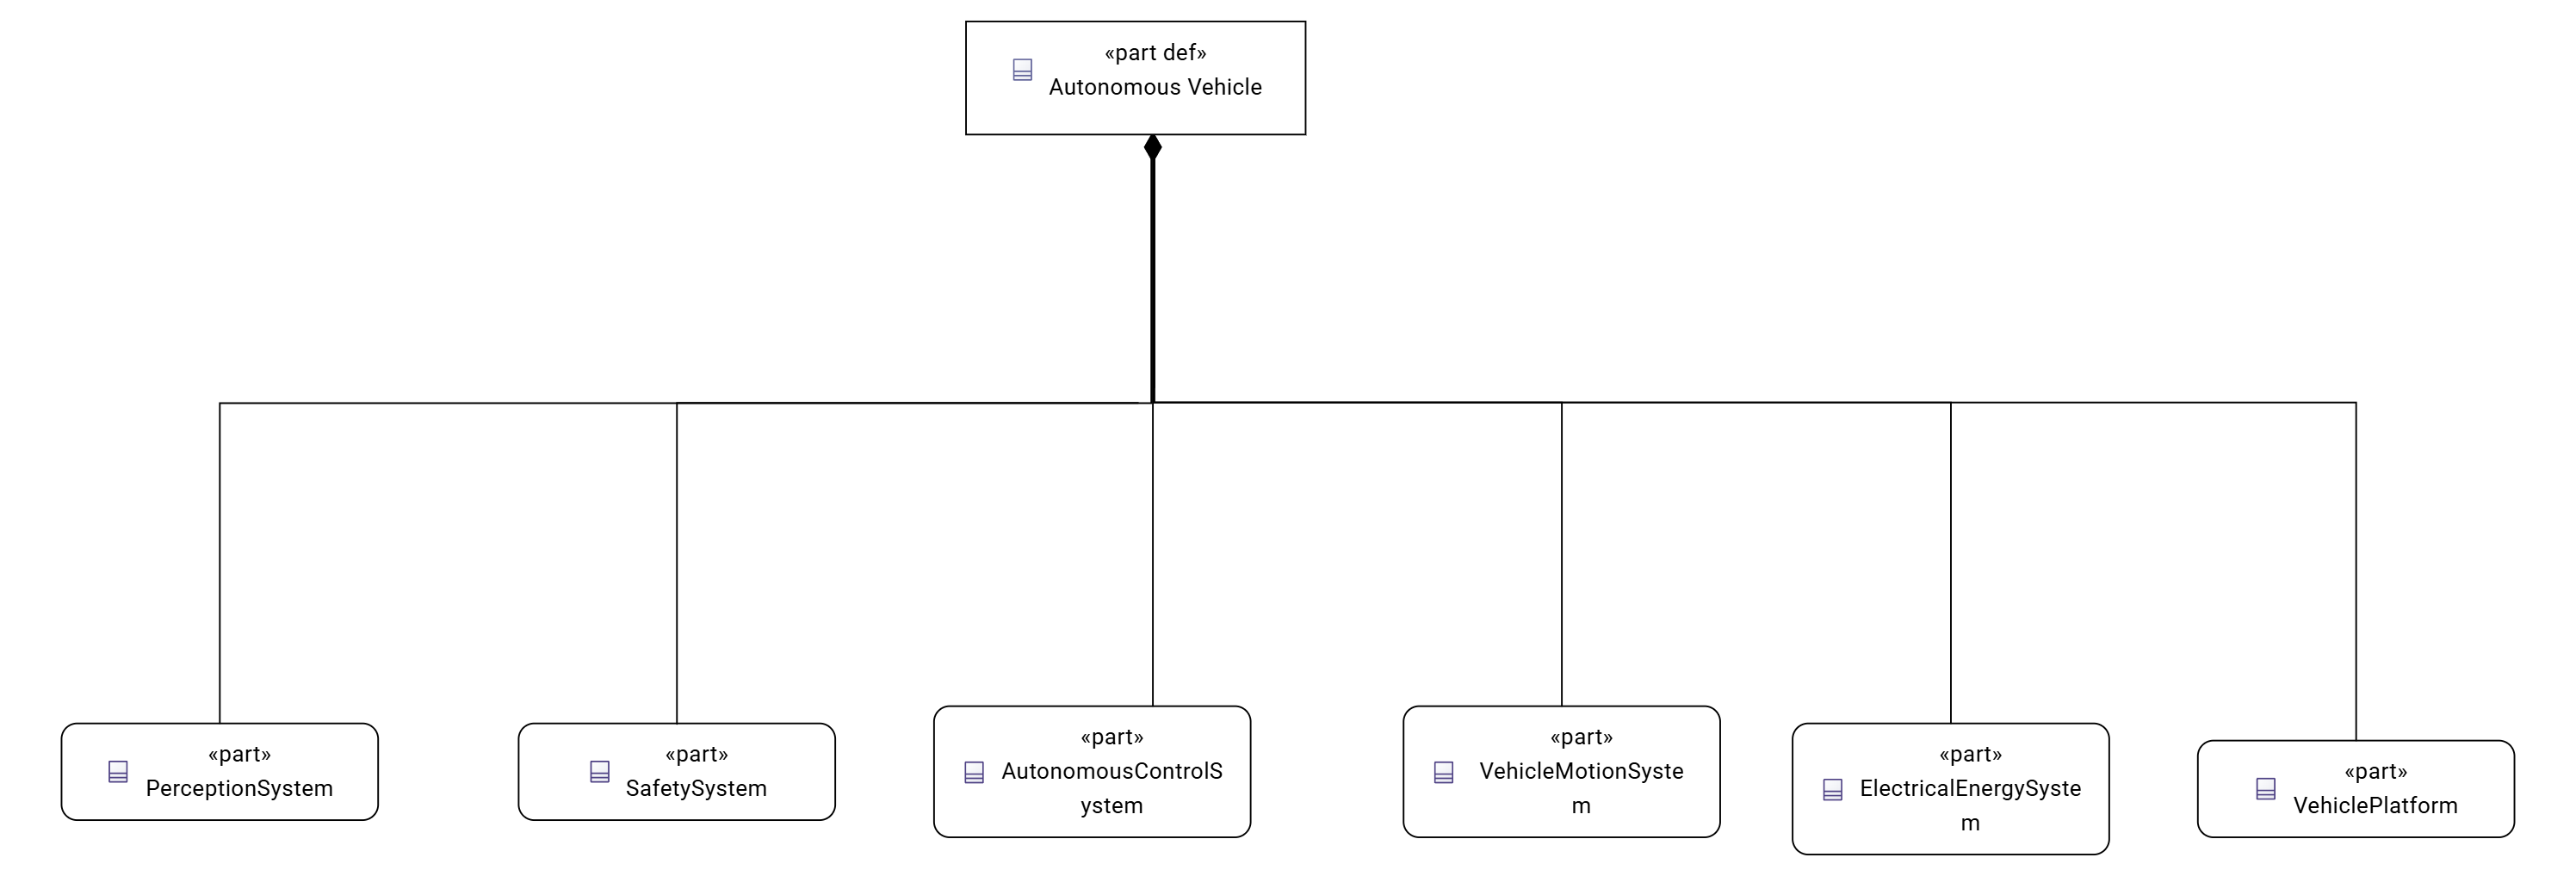 «part def»
Autonomous Vehicle
«part»
PerceptionSystem
«part»
SafetySystem
«part»
AutonomousControlS
ystem
«part»
VehicleMotionSyste
m
«part»
ElectricalEnergySyste
m
«part»
VehiclePlatform